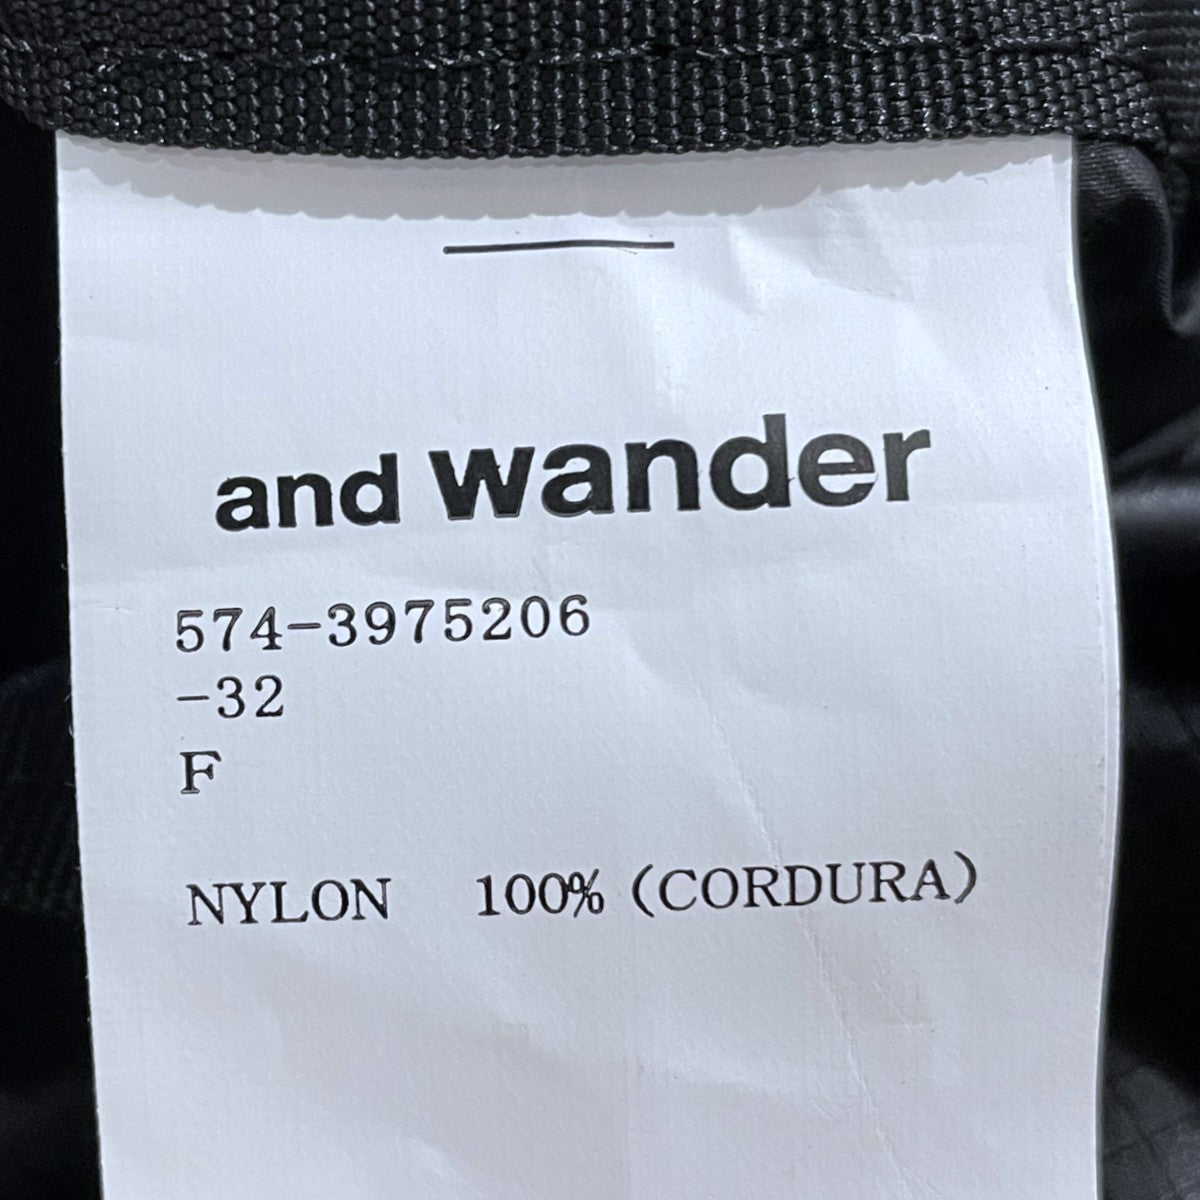 and wander
574-3975206
-32
F
NYLON 100% (CORDURA)